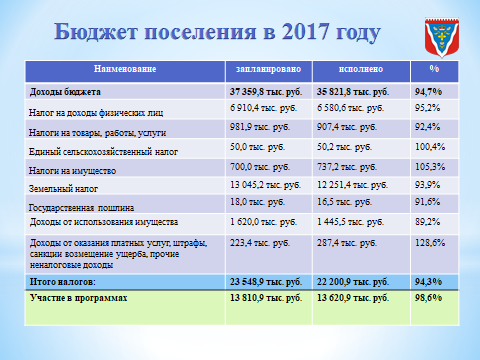 Бюджет поселения в 2017 году
Наименование запланировано исполнено %
Доходы бюджета 37 359,8 тыс. руб. 35 821,8 тыс. руб. 94,7%
Налог на доходы физических лиц 6 910,4 тыс. руб. 6 580,6 тыс. руб. 95,2%
Налоги на товары, работы, услуги 981,9 тыс. руб. 907,4 тыс. руб. 92,4%
Единый сельскохозяйственный налог 50,0 тыс. руб. 50,2 тыс. руб. 100,4%
Налоги на имущество 700,0 тыс. руб. 737,2 тыс. руб. 105,3%
Земельный налог 13 045,2 тыс. руб. 12 251,4 тыс. руб. 93,9%
Государственная пошлина 18,0 тыс. руб. 16,5 тыс. руб. 91,6%
Доходы от использования имущества 1 620,0 тыс. руб. 1 445,5 тыс. руб. 89,2%
Доходы от оказания платных услуг, штрафы, 223,4 тыс. руб. 287,4 тыс. руб. 128,6%
санкции возмещение ущерба, прочие
неналоговые доходы
Итого налогов: 23 548,9 тыс. руб. 22 200,9 тыс. руб. 94,3%
Участие в программах 13 810,9 тыс. руб. 13 620,9 тыс. руб. 98,6%